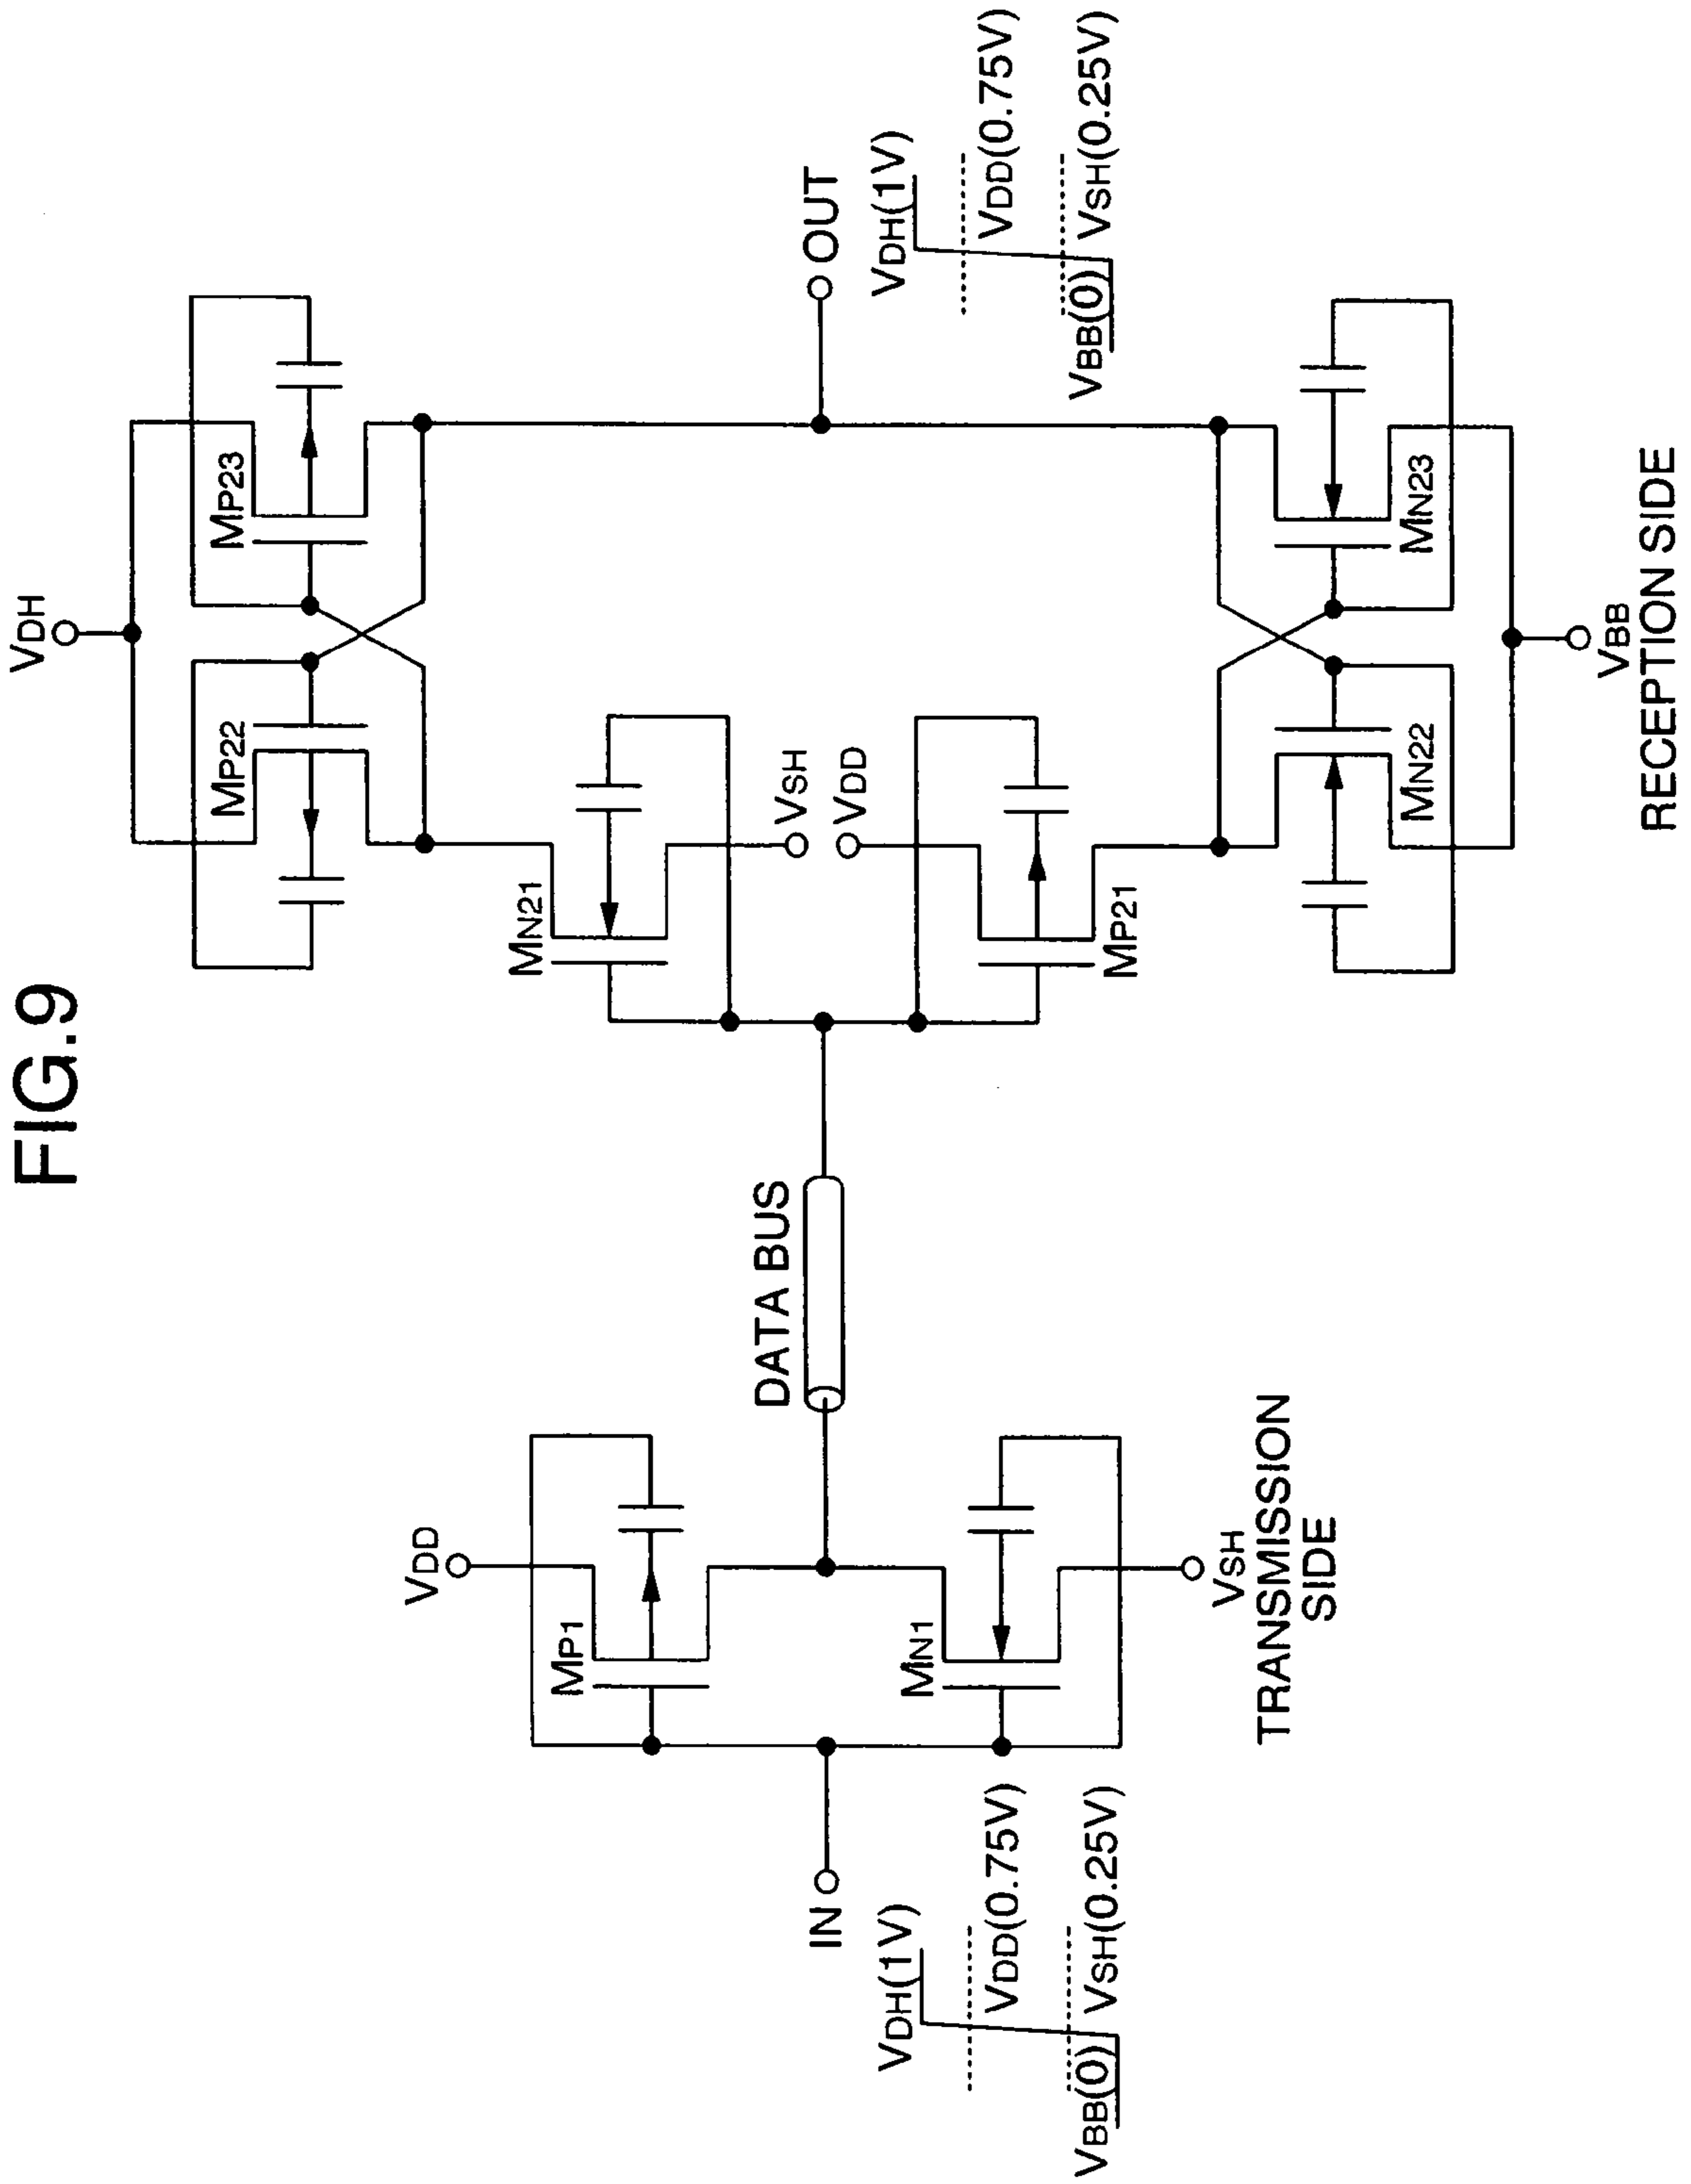 FIG.9
TRANSMISSION
SIDE
IN
VDH(1V)
VDD(0.75V)
VSH(0.25V)
VBB(0)
VDD
MP1
MN1
VSH
DATA BUS
RECEPTION SIDE
VDH
MP22
MP23
MN21
VSH
VDD
MP21
MN22
MN23
VBB
OUT
VDH(1V)
VDD(0.75V)
VSH(0.25V)
VBB(0)